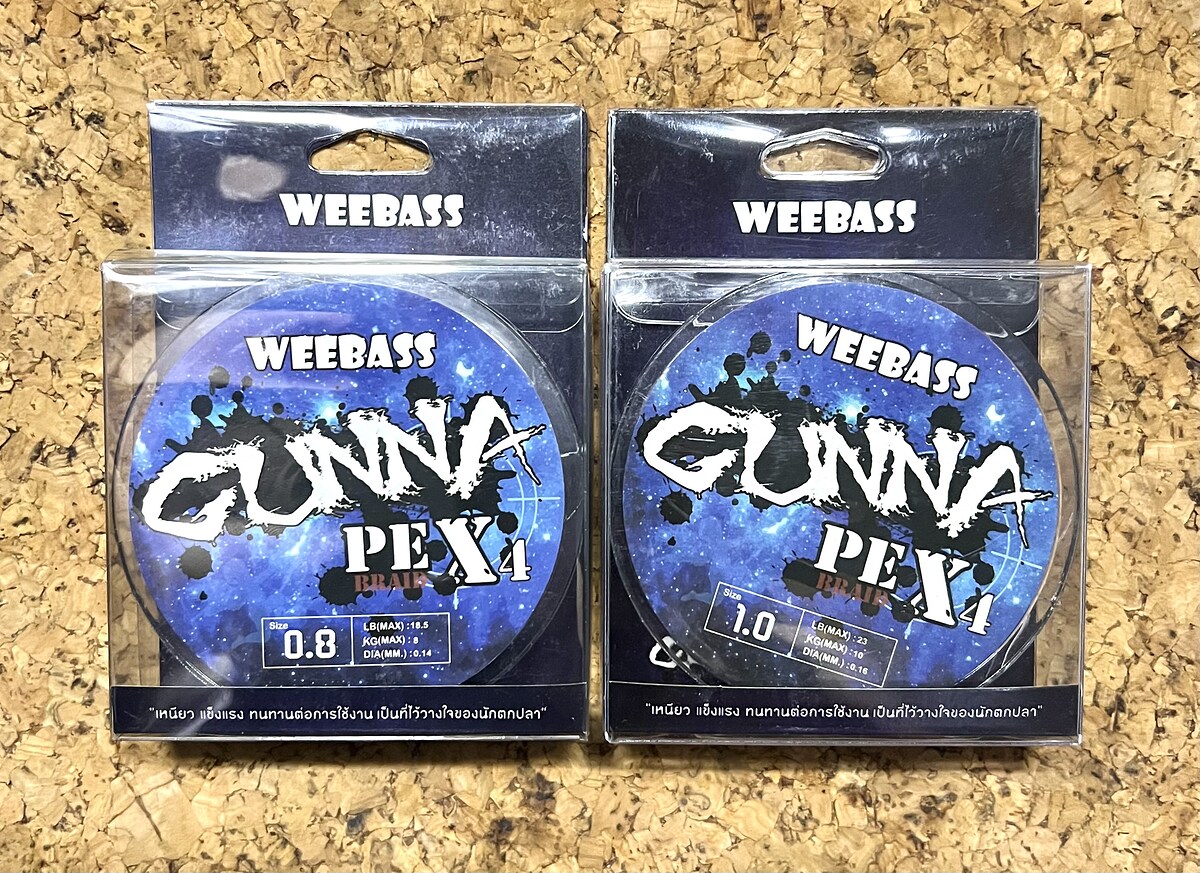 WEEBASS
WEEBASS
GUNNA
PE X4
BRAID
Size
0.8
LB(MAX) :18.5
KG(MAX) : 8
DIA(MM.) : 0.14
"เหนียว แข็งแรง ทนทานต่อการใช้งาน เป็นที่ไว้วางใจของนักตกปลา"
WEEBASS
WEEBASS
GUNNA
PE X4
BRAID
Size
1.0
LB(MAX) : 23
KG(MAX) : 10
DIA(MM.) : 0.16
"เหนียว แข็งแรง ทนทานต่อการใช้งาน เป็นที่ไว้วางใจของนักตกปลา"